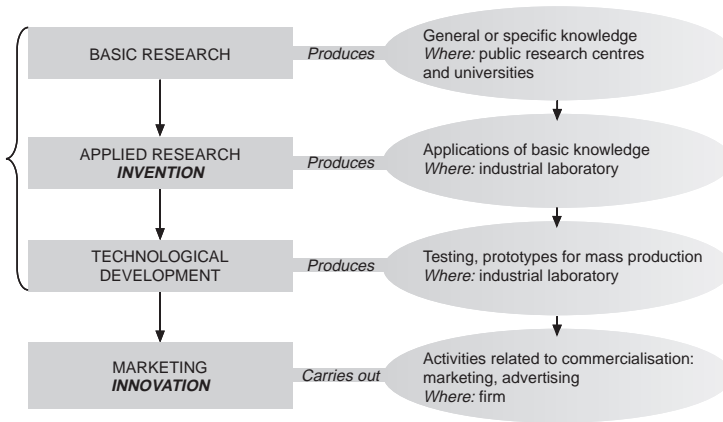 BASIC RESEARCH
Produces
General or specific knowledge
Where: public research centres
and universities
APPLIED RESEARCH
INVENTION
Produces
Applications of basic knowledge
Where: industrial laboratory
TECHNOLOGICAL
DEVELOPMENT
Produces
Testing, prototypes for mass production
Where: industrial laboratory
MARKETING
INNOVATION
Carries out
Activities related to commercialisation:
marketing, advertising
Where: firm